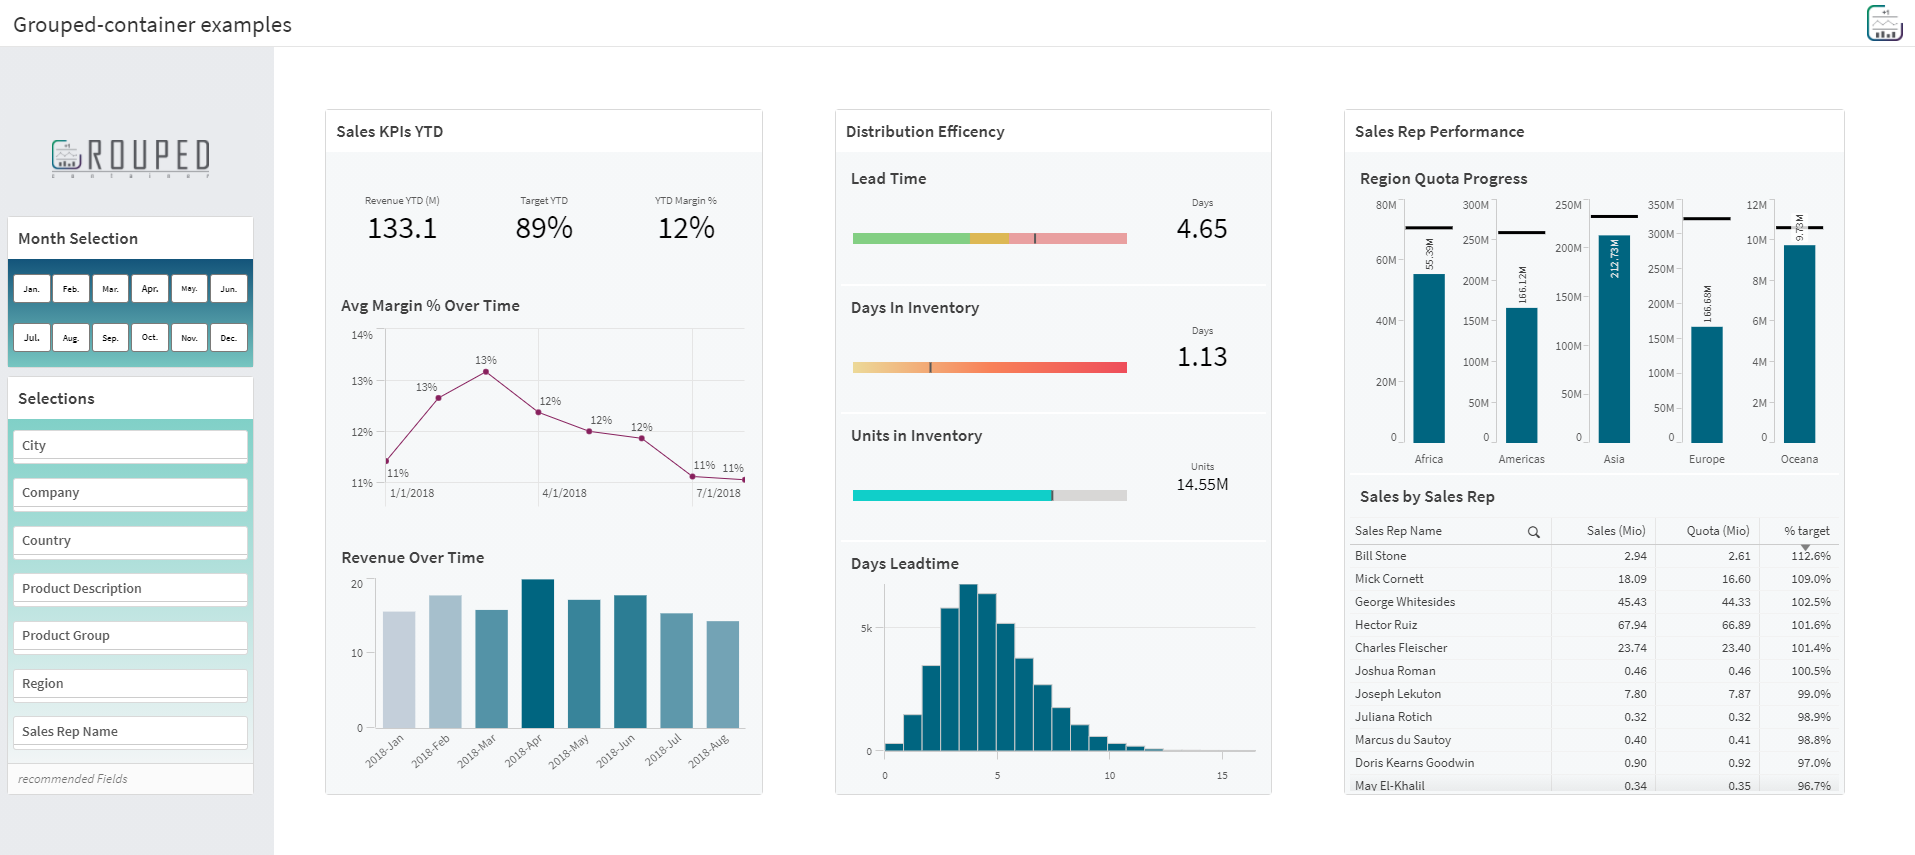 Grouped-container examples
ROUPED
container
Month Selection
Jan. Feb. Mar. Apr. May. Jun.
Jul. Aug. Sep. Oct. Nov. Dec.
Selections
City
Company
Country
Product Description
Product Group
Region
Sales Rep Name
recommended Fields
Sales KPIs YTD
Revenue YTD (M) Target YTD YTD Margin %
133.1 89% 12%
Avg Margin % Over Time
14%
13%
12%
11%
11%
13%
13%
12%
12%
12%
11%
11%
1/1/2018 4/1/2018 7/1/2018
Revenue Over Time
20
10
0
2018-Jan 2018-Feb 2018-Mar 2018-Apr 2018-May 2018-Jun 2018-Jul 2018-Aug
Distribution Efficency
Lead Time
Days
4.65
Days In Inventory
Days
1.13
Units in Inventory
Units
14.55M
Days Leadtime
5k
0
0 5 10 15
Sales Rep Performance
Region Quota Progress
80M
60M
40M
20M
0
55.39M
Africa
300M
250M
200M
150M
100M
50M
0
166.12M
Americas
250M
200M
150M
100M
50M
0
212.73M
Asia
350M
300M
250M
200M
150M
100M
50M
0
166.68M
Europe
12M
10M
8M
6M
4M
2M
0
9.73M
Oceana
Sales by Sales Rep
Sales Rep Name Sales (Mio) Quota (Mio) % target
Bill Stone 2.94 2.61 112.6%
Mick Cornett 18.09 16.60 109.0%
George Whitesides 45.43 44.33 102.5%
Hector Ruiz 67.94 66.89 101.6%
Charles Fleischer 23.74 23.40 101.4%
Joshua Roman 0.46 0.46 100.5%
Joseph Lekuton 7.80 7.87 99.0%
Juliana Rotich 0.32 0.32 98.9%
Marcus du Sautoy 0.40 0.41 98.8%
Doris Kearns Goodwin 0.90 0.92 97.0%
May El-Khalil 0.34 0.35 96.7%